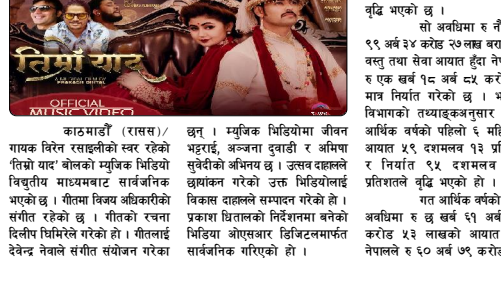 तिम्रो याद
OFFICIAL
MUSIC VIDEO
काठमाडौँ (रासस)/
गायक विरेन रसाइलीको स्वर रहेको
'तिम्रो याद' बोलको म्युजिक भिडियो
विद्युतीय माध्यमबाट सार्वजनिक
भएको छ । गीतमा विजय अधिकारीको
संगीत रहेको छ । गीतको रचना
दिलीप घिमिरेले गरेको हो । गीतलाई
देवेन्द्र नेवाले संगीत संयोजन गरेका
छन् । म्युजिक भिडियोमा जीवन
भट्टराई, अञ्जना दुवाडी र अमिषा
सुवेदीको अभिनय छ । उत्सव दाहालले
छायांकन गरेको उक्त भिडियोलाई
विकास दाहालले सम्पादन गरेको हो ।
प्रकाश धितालको निर्देशनमा बनेको
भिडिया ओएसआर डिजिटलमार्फत
सार्वजनिक गरिएको हो ।
वृद्धि भएको छ ।
सो अवधिमा रु नौ
९९ अर्ब ३४ करोड २७ लाख बरा
वस्तु तथा सेवा आयात हुँदा नेप
रु एक खर्ब १८ अर्ब ८५ करो
मात्र निर्यात गरेको छ । भ
विभागको तथ्याङ्कअनुसार
आर्थिक वर्षको पहिलो ६ महि
आयात ५९ दशमलव १३ प्रति
र निर्यात ९५ दशमलव
प्रतिशतले वृद्धि भएको हो ।
गत आर्थिक वर्षको
अवधिमा रु छ खर्ब ६१ अर्ब
करोड ५३ लाखको आयात
नेपालले रु ६० अर्ब ७९ करोड